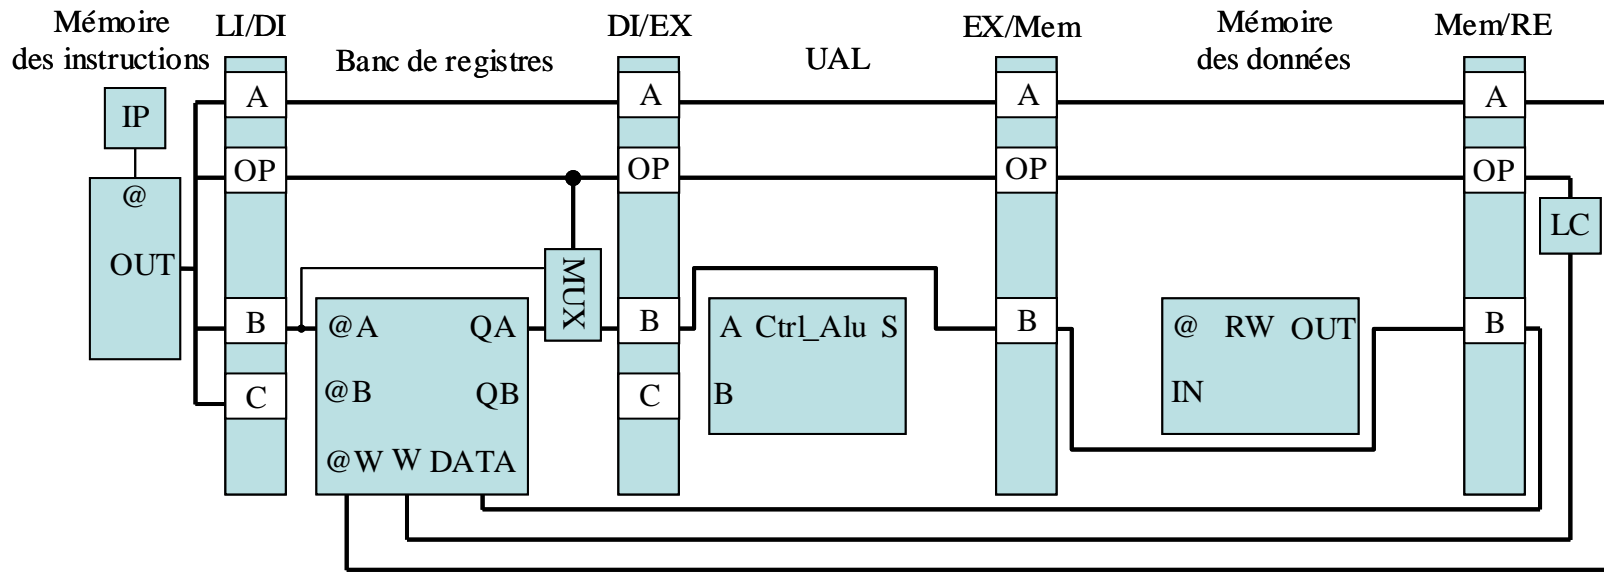 Mémoire
des instructions
LI/DI
Banc de registres
DI/EX
UAL
EX/Mem
Mémoire
des données
Mem/RE
IP
@
OUT
A
OP
B
C
MUX
@A QA
@B QB
@W W DATA
A
OP
B
C
A Ctrl_Alu S
B
A
OP
B
@ RW OUT
IN
A
OP
B
LC